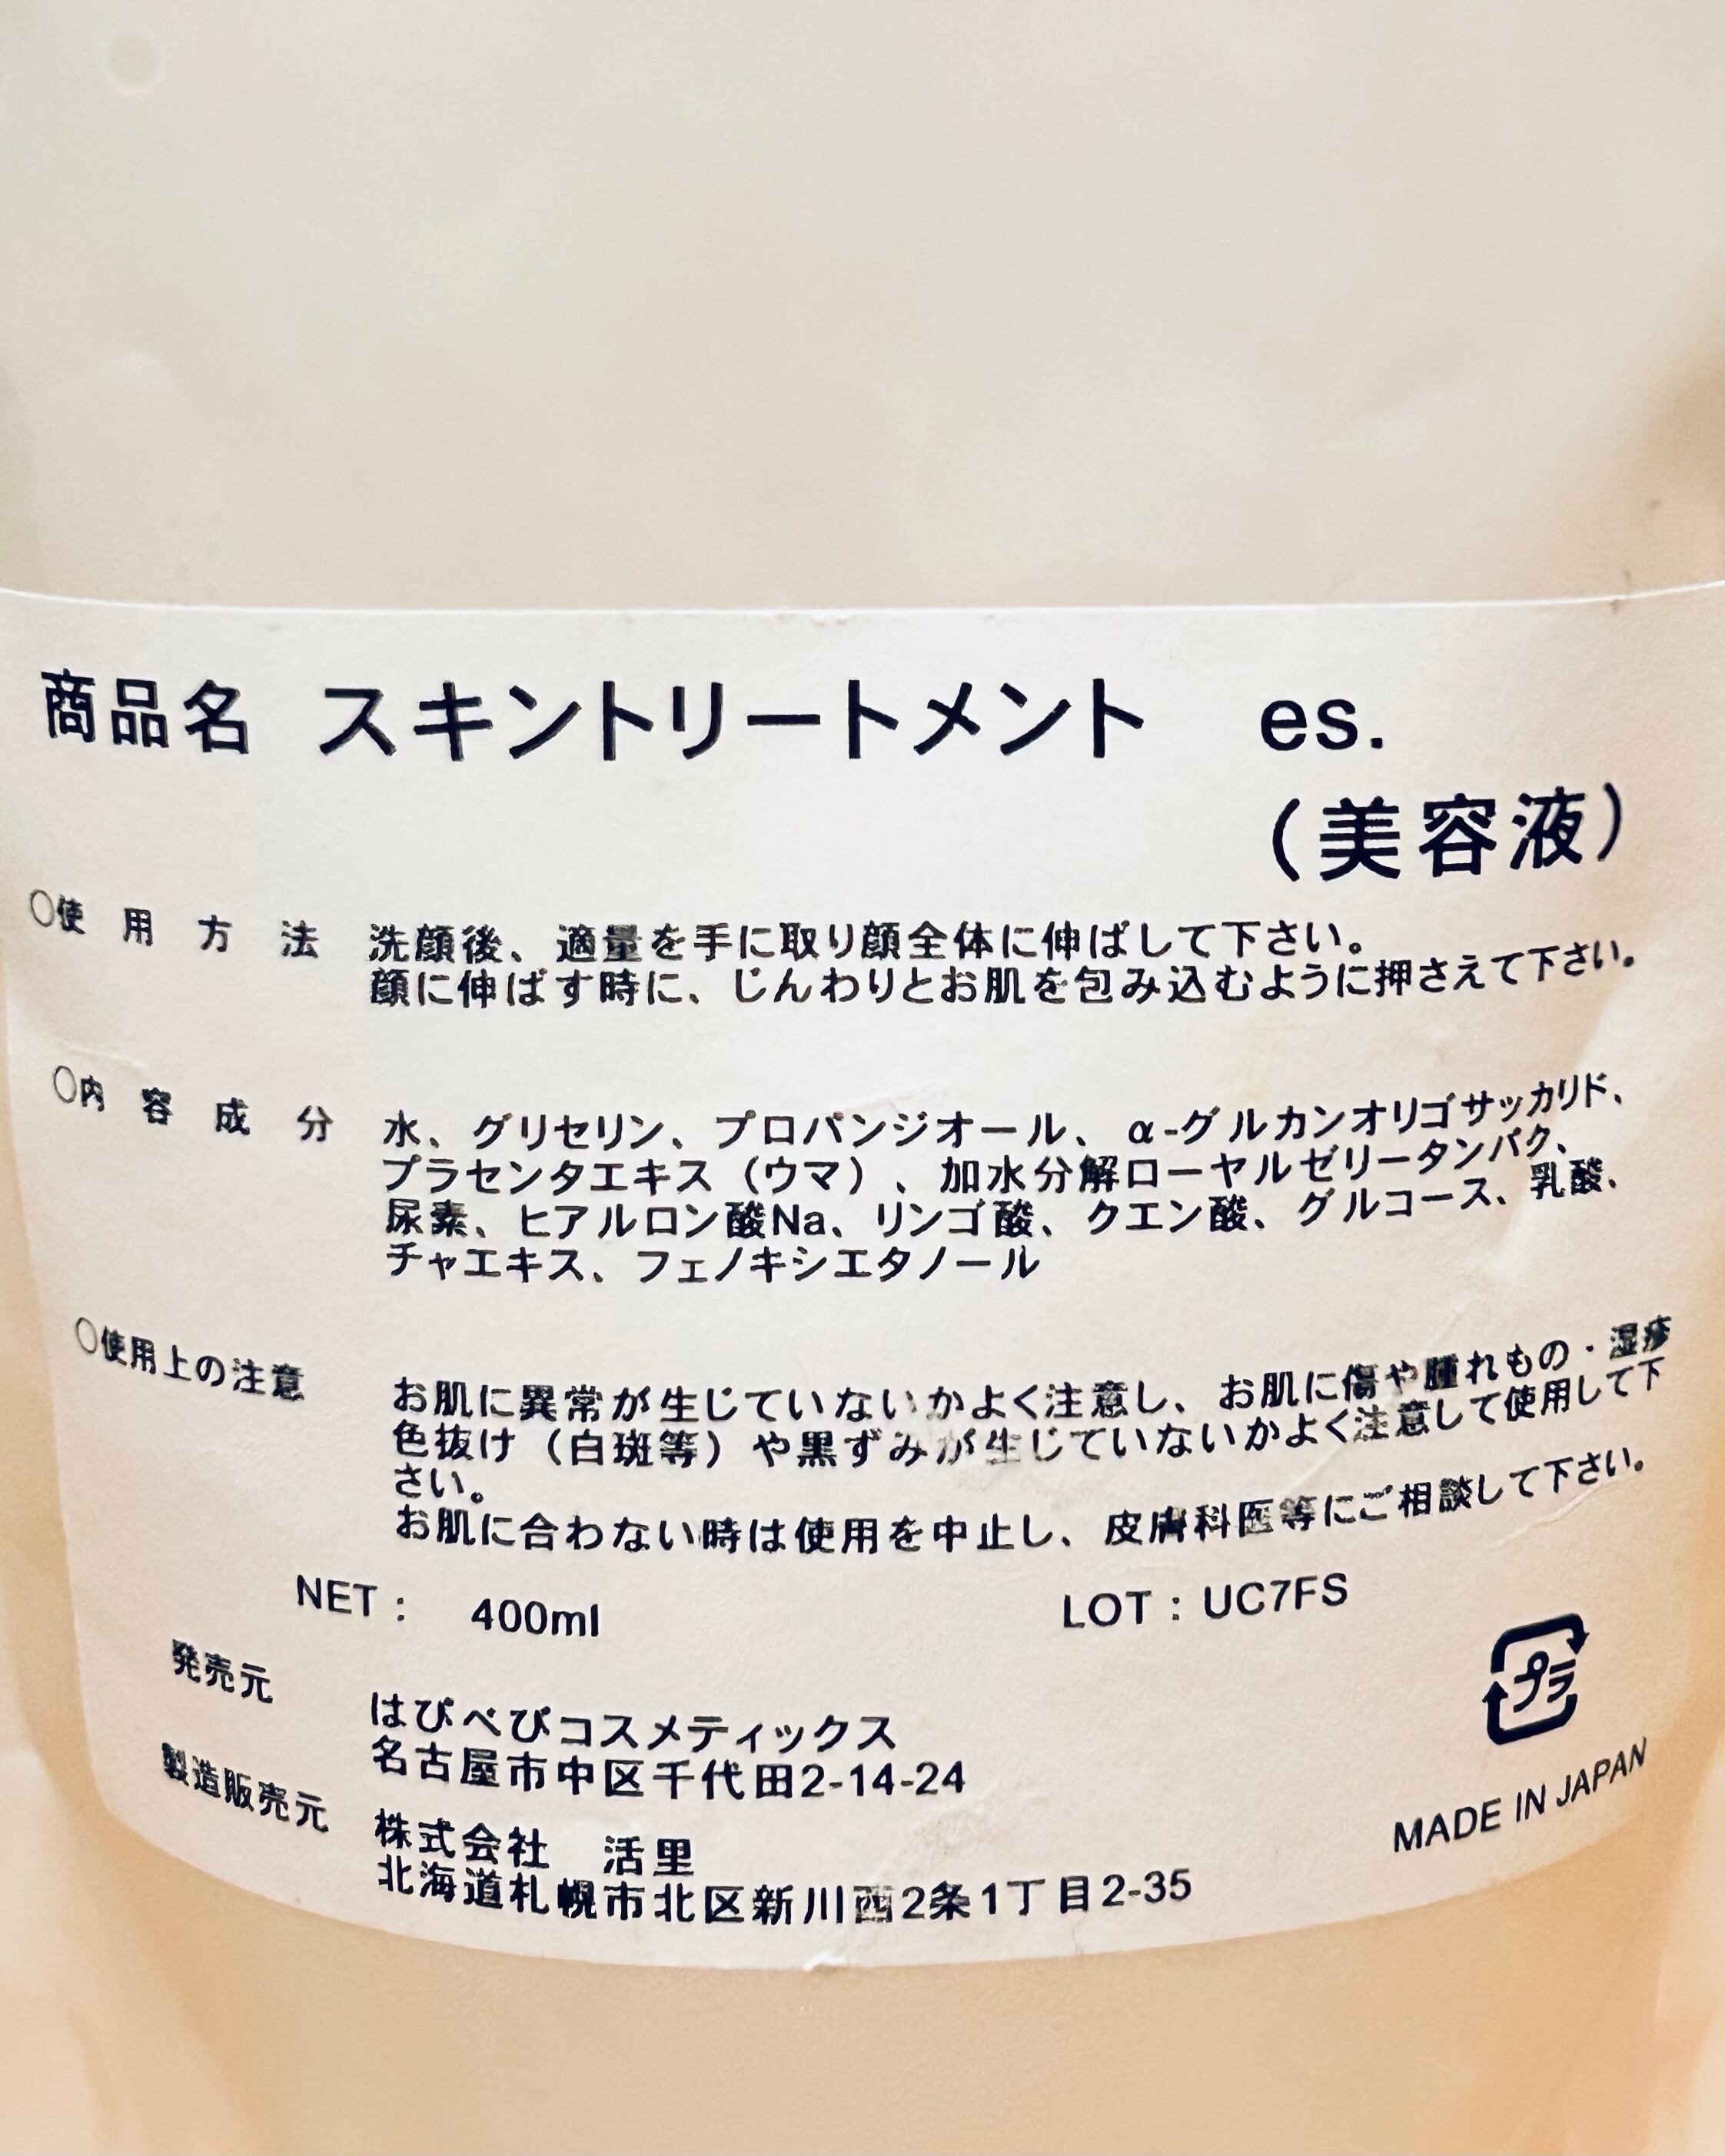 商品名 スキントリートメント es.
(美容液)
○使用方法 洗顔後、適量を手に取り顔全体に伸ばして下さい。
顔に伸ばす時に、じんわりとお肌を包み込むように押さえて下さい。
○内容成分 水、グリセリン、プロパンジオール、α-グルカンオリゴサッカリド、
プラセンタエキス(ウマ)、加水分解ローヤルゼリータンパク、
尿素、ヒアルロン酸Na、リンゴ酸、クエン酸、グルコース、乳酸、
チャエキス、フェノキシエタノール
○使用上の注意 お肌に異常が生じていないかよく注意し、お肌に傷や腫れもの・湿疹
色抜け(白斑等)や黒ずみが生じていないかよく注意して使用して下
さい。
お肌に合わない時は使用を中止し、皮膚科医等にご相談して下さい。
NET: 400ml LOT:UC7FS
発売元 はぴべびコスメティックス
名古屋市中区千代田2-14-24
製造販売元 株式会社 活里
北海道札幌市北区新川西2条1丁目2-35
プラ
MADE IN JAPAN